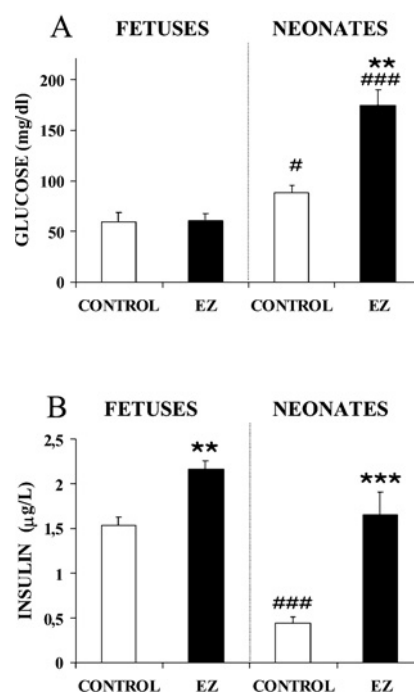 A
FETUSES NEONATES
GLUCOSE (mg/dl)
200
150
100
50
0
**
###
#
CONTROL EZ CONTROL EZ
B
FETUSES NEONATES
INSULIN (µg/L)
2,5
2
1,5
1
0,5
0
**
***
###
CONTROL EZ CONTROL EZ